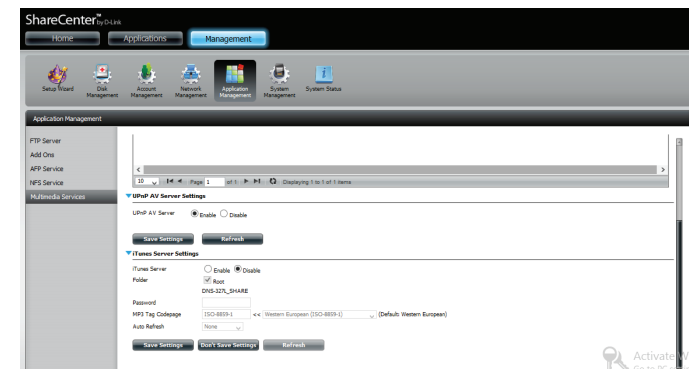 ShareCenter™ by D-Link
Home Applications Management
Setup Wizard Disk Management Account Management Network Management Application Management System Management System Status
Application Management
FTP Server
Add Ons
AFP Service
NFS Service
Multimedia Services
10 Page 1 of 1 Displaying 1 to 1 of 1 items
UPnP AV Server Settings
UPnP AV Server Enable Disable
Save Settings Refresh
iTunes Server Settings
iTunes Server Enable Disable
Folder Root
DNS-327L_SHARE
Password
MP3 Tag Codepage ISO-8859-1 << Western European (ISO-8859-1) (Default: Western European)
Auto Refresh None
Save Settings Don't Save Settings Refresh
Activate W
Go to PC